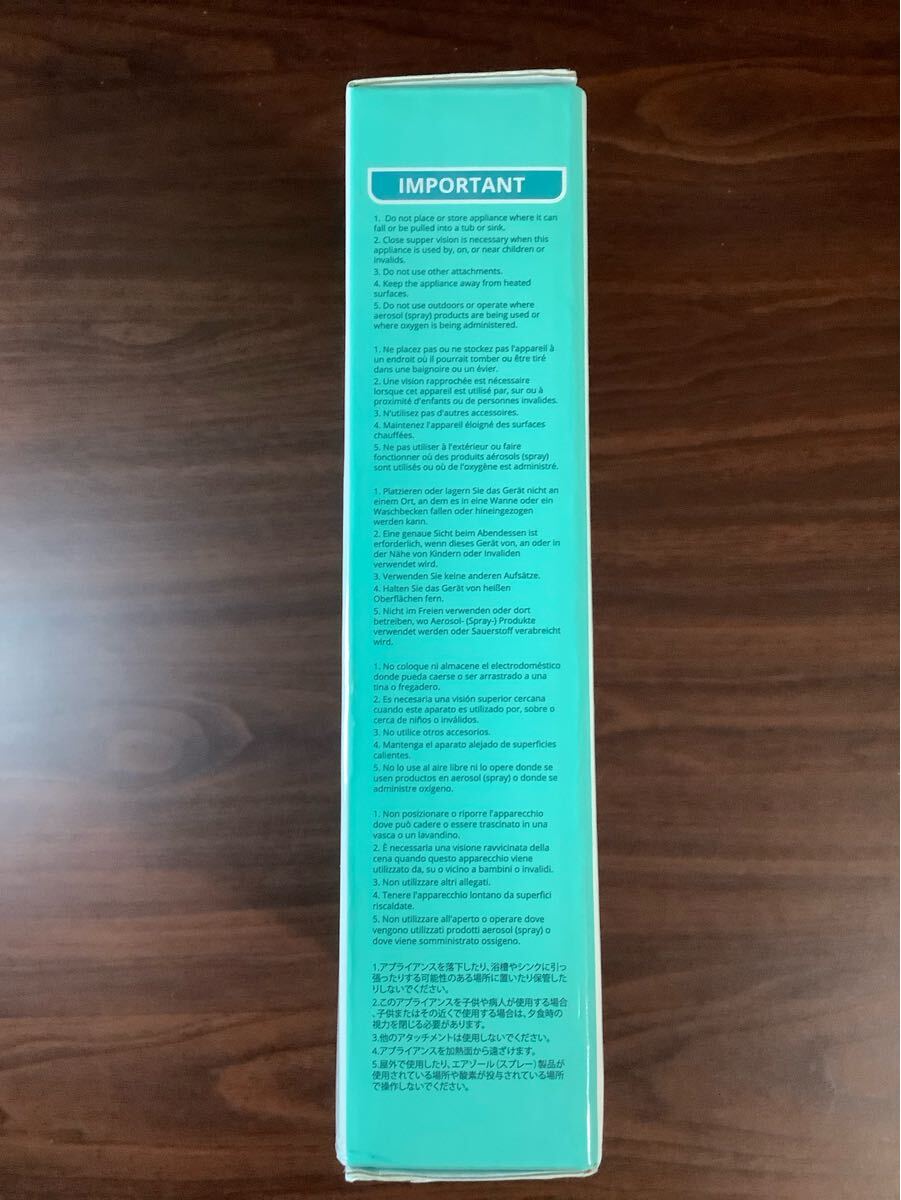 IMPORTANT
1. Do not place or store appliance where it can
fall or be pulled into a tub or sink.
2. Close supper vision is necessary when this
appliance is used by, on, or near children or
invalids.
3. Do not use other attachments.
4. Keep the appliance away from heated
surfaces.
5. Do not use outdoors or operate where
aerosol (spray) products are being used or
where oxygen is being administered.
1. Ne placez pas ou ne stockez pas l'appareil à
un endroit où il pourrait tomber ou être tiré
dans une baignoire ou un évier.
2. Une vision rapprochée est nécessaire
lorsque cet appareil est utilisé par, sur ou à
proximité d'enfants ou de personnes invalides.
3. N'utilisez pas d'autres accessoires.
4. Maintenez l'appareil éloigné des surfaces
chauffées.
5. Ne pas utiliser à l'extérieur ou faire
fonctionner où des produits aérosols (spray)
sont utilisés ou où de l'oxygène est administré.
1. Platzieren oder lagern Sie das Gerät nicht an
einem Ort, an dem es in eine Wanne oder ein
Waschbecken fallen oder hineingezogen
werden kann.
2. Eine genaue Sicht beim Abendessen ist
erforderlich, wenn dieses Gerät von, an oder in
der Nähe von Kindern oder Invaliden
verwendet wird.
3. Verwenden Sie keine anderen Aufsätze.
4. Halten Sie das Gerät von heißen
Oberflächen fern.
5. Nicht im Freien verwenden oder dort
betreiben, wo Aerosol- (Spray-) Produkte
verwendet werden oder Sauerstoff verabreicht
wird.
1. No coloque ni almacene el electrodoméstico
donde pueda caerse o ser arrastrado a una
tina o fregadero.
2. Es necesaria una visión superior cercana
cuando este aparato es utilizado por, sobre o
cerca de niños o inválidos.
3. No utilice otros accesorios.
4. Mantenga el aparato alejado de superficies
calientes.
5. No lo use al aire libre ni lo opere donde se
usen productos en aerosol (spray) o donde se
administre oxígeno.
1. Non posizionare o riporre l'apparecchio
dove può cadere o essere trascinato in una
vasca o un lavandino.
2. È necessaria una visione ravvicinata della
cena quando questo apparecchio viene
utilizzato da, su o vicino a bambini o invalidi.
3. Non utilizzare altri allegati.
4. Tenere l'apparecchio lontano da superfici
riscaldate.
5. Non utilizzare all'aperto o operare dove
vengono utilizzati prodotti aerosol (spray) o
dove viene somministrato ossigeno.
1.アプライアンスを落下したり、浴槽やシンクに引っ
張ったりする可能性のある場所に置いたり保管した
りしないでください。
2.このアプライアンスを子供や病人が使用する場合
、子供またはその近くで使用する場合は、夕食時の
視力を閉じる必要があります。
3.他のアタッチメントは使用しないでください。
4.アプライアンスを加熱面から遠ざけます。
5.屋外で使用したり、エアゾール（スプレー）製品が
使用されている場所や酸素が投与されている場所
で操作しないでください。